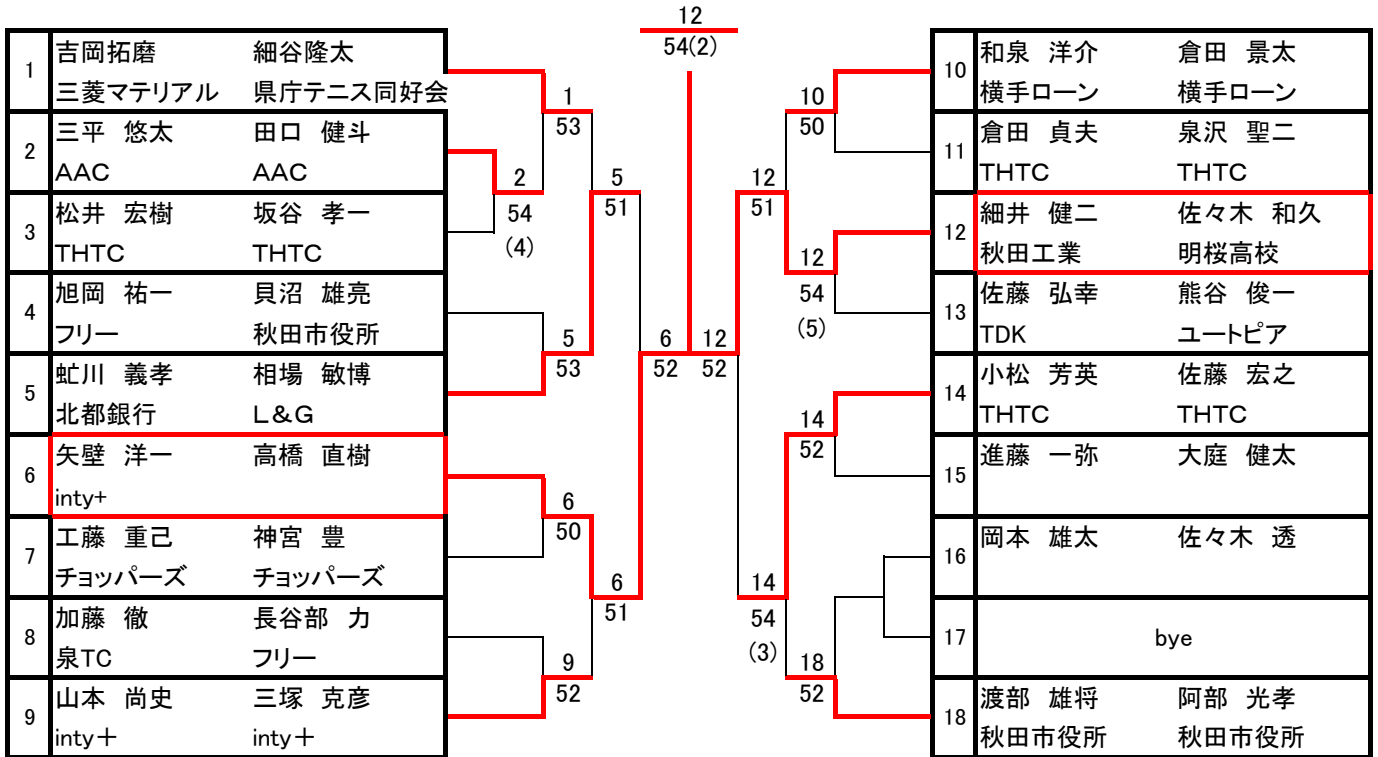 12
54(2)
1 吉岡拓磨 細谷隆太
三菱マテリアル 県庁テニス同好会
2 三平 悠太 田口 健斗
AAC AAC
3 松井 宏樹 坂谷 孝一
THTC THTC
4 旭岡 祐一 貝沼 雄亮
フリー 秋田市役所
5 虻川 義孝 相場 敏博
北都銀行 L&G
6 矢壁 洋一 高橋 直樹
inty+
7 工藤 重己 神宮 豊
チョッパーズ チョッパーズ
8 加藤 徹 長谷部 力
泉TC フリー
9 山本 尚史 三塚 克彦
inty+ inty+
1
53
2
54
(4)
5
53
6
50
9
52
5
51
6
51
6
52
12
52
12
51
14
54
(3)
10
50
12
54
(5)
14
52
18
52
10 和泉 洋介 倉田 景太
横手ローン 横手ローン
11 倉田 貞夫 泉沢 聖二
THTC THTC
12 細井 健二 佐々木 和久
秋田工業 明桜高校
13 佐藤 弘幸 熊谷 俊一
TDK ユートピア
14 小松 芳英 佐藤 宏之
THTC THTC
15 進藤 一弥 大庭 健太
16 岡本 雄太 佐々木 透
17 bye
18 渡部 雄将 阿部 光孝
秋田市役所 秋田市役所